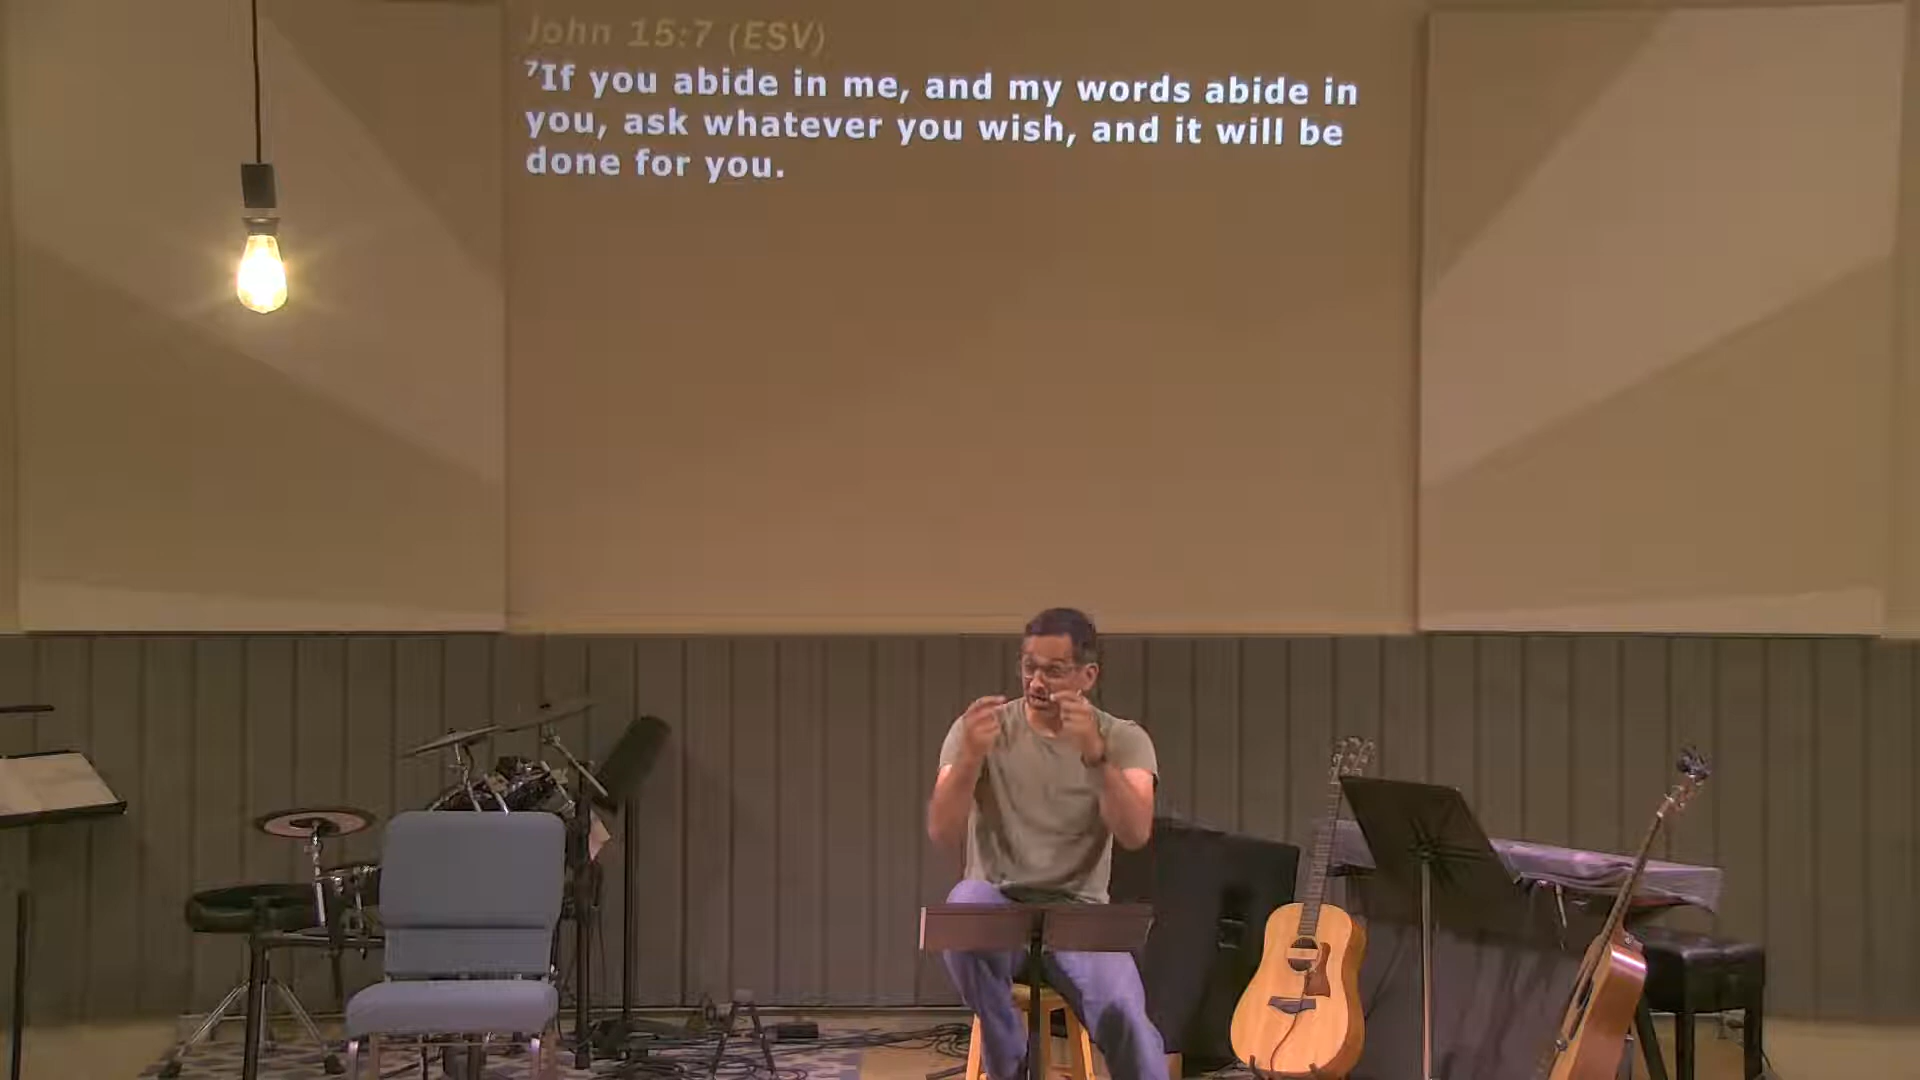 John 15:7 (ESV)
⁷If you abide in me, and my words abide in
you, ask whatever you wish, and it will be
done for you.